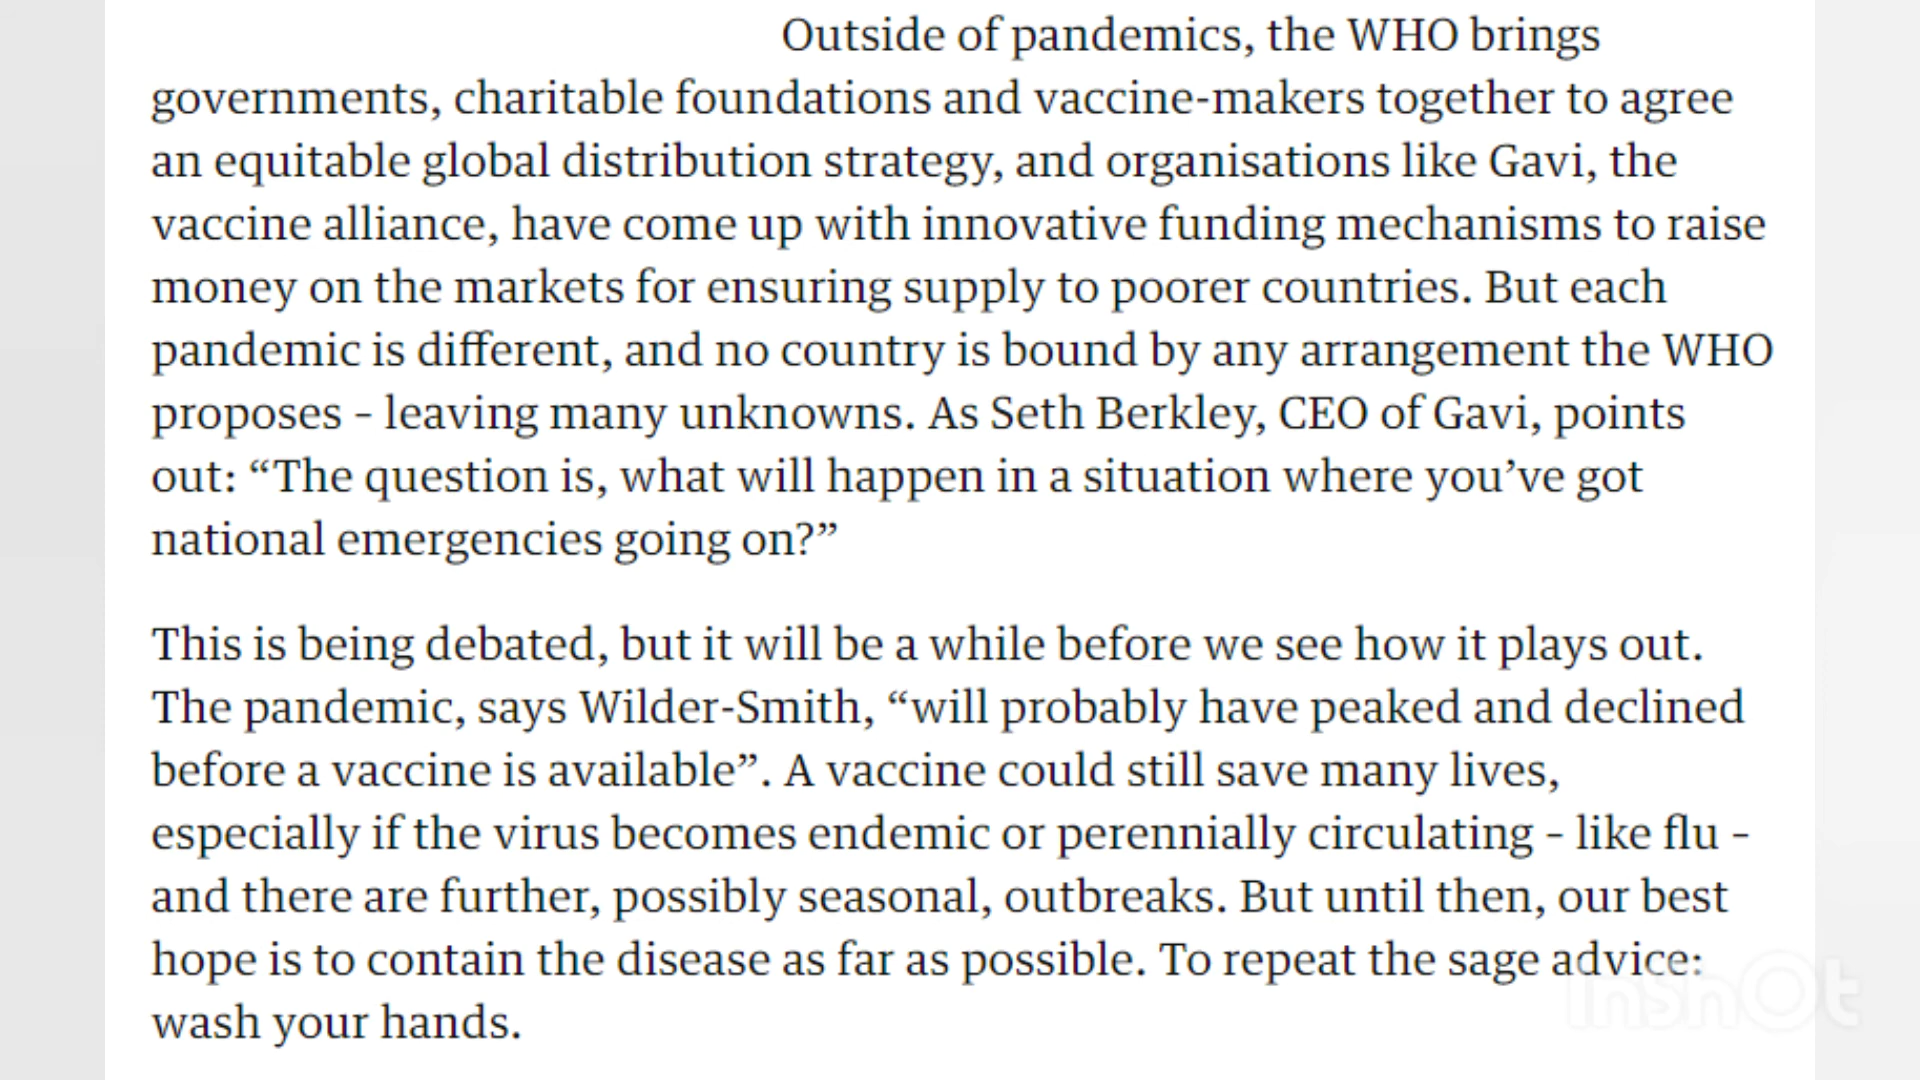 Outside of pandemics, the WHO brings
governments, charitable foundations and vaccine-makers together to agree
an equitable global distribution strategy, and organisations like Gavi, the
vaccine alliance, have come up with innovative funding mechanisms to raise
money on the markets for ensuring supply to poorer countries. But each
pandemic is different, and no country is bound by any arrangement the WHO
proses – leaving many unknowns. As Seth Berkley, CEO of Gavi, points
out: “The question is, what will happen in a situation where you’ve got
national emergencies going on?”
This is being debated, but it will be a while before we see how it plays out.
The pandemic, says Wilder-Smith, “will probably have peaked and declined
before a vaccine is available”. A vaccine could still save many lives,
especially if the virus becomes endemic or perennially circulating – like flu –
and there are further, possibly seasonal, outbreaks. But until then, our best
hope is to contain the disease as far as possible. To repeat the sage advice:
wash your hands.
InShOt